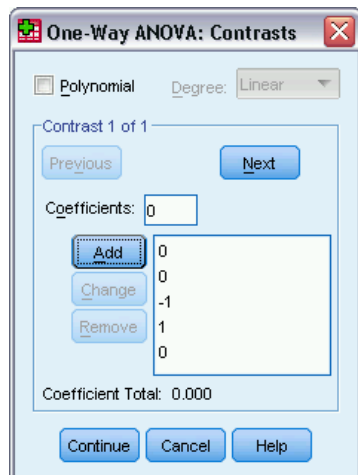 One-Way ANOVA: Contrasts
Polynomial Degree: Linear
Contrast 1 of 1
Previous Next
Coefficients: 0
Add
Change
Remove
0
0
-1
1
0
Coefficient Total: 0.000
Continue Cancel Help